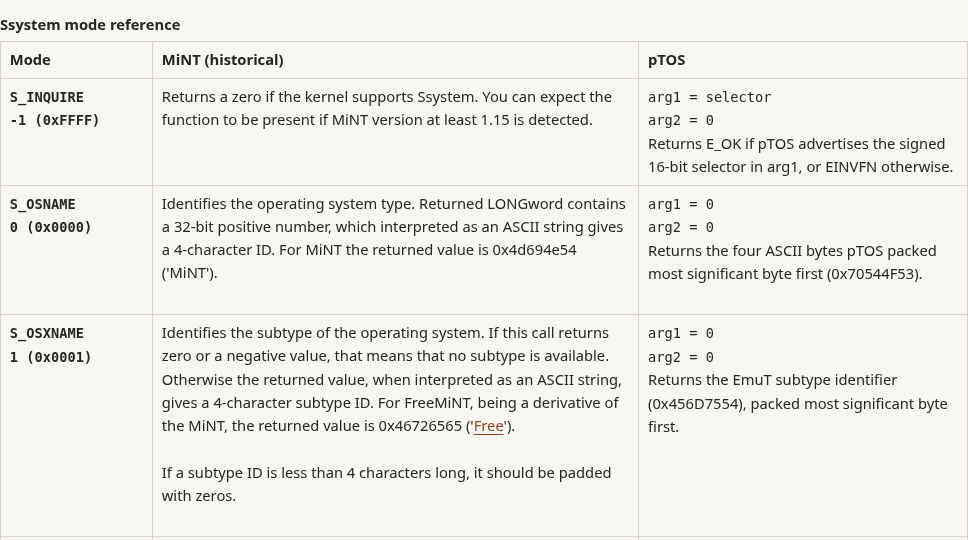 Ssystem mode reference
Mode
MiNT (historical)
pTOS
S_INQUIRE
-1 (0xFFFF)
Returns a zero if the kernel supports Ssystem. You can expect the
function to be present if MiNT version at least 1.15 is detected.
arg1 = selector
arg2 = 0
Returns E_OK if pTOS advertises the signed
16-bit selector in arg1, or EINVFN otherwise.
S_OSNAME
0 (0x0000)
Identifies the operating system type. Returned LONGword contains
a 32-bit positive number, which interpreted as an ASCII string gives
a 4-character ID. For MiNT the returned value is 0x4d694e54
('MiNT').
arg1 = 0
arg2 = 0
Returns the four ASCII bytes pTOS packed
most significant byte first (0x70544F53).
S_OSXNAME
1 (0x0001)
Identifies the subtype of the operating system. If this call returns
zero or a negative value, that means that no subtype is available.
Otherwise the returned value, when interpreted as an ASCII string,
gives a 4-character subtype ID. For FreeMiNT, being a derivative of
the MiNT, the returned value is 0x46726565 ('Free').
If a subtype ID is less than 4 characters long, it should be padded
with zeros.
arg1 = 0
arg2 = 0
Returns the EmuT subtype identifier
(0x456D7554), packed most significant byte
first.